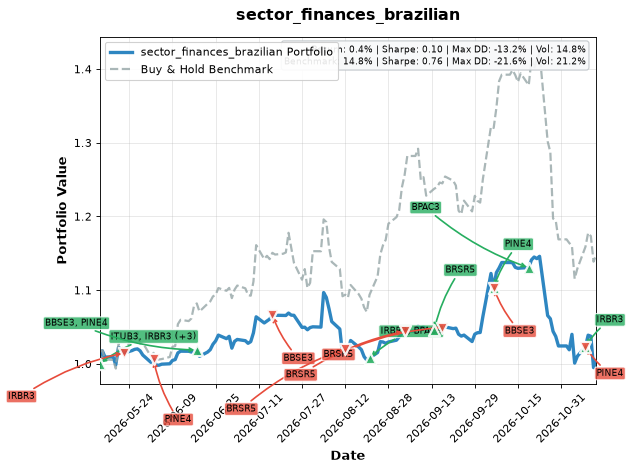 sector_finances_brazilian
n: 0.4% | Sharpe: 0.10 | Max DD: -13.2% | Vol: 14.8%
14.8% | Sharpe: 0.76 | Max DD: -21.6% | Vol: 21.2%
sector_finances_brazilian Portfolio
Buy & Hold Benchmark
Portfolio Value
1.4
1.3
1.2
1.1
1.0
BPAC3
PINE4
BRSR5
BBSE3, PINE4
ITUB3, IRBR3 (+3)
IRBR3
BBSE3
BBSE3
BRSR5
BRSR5
IRBR3
PINE4
PINE4
2026-05-24
2026-06-09
2026-06-25
2026-07-11
2026-07-27
2026-08-12
2026-08-28
2026-09-13
2026-09-29
2026-10-15
2026-10-31
Date